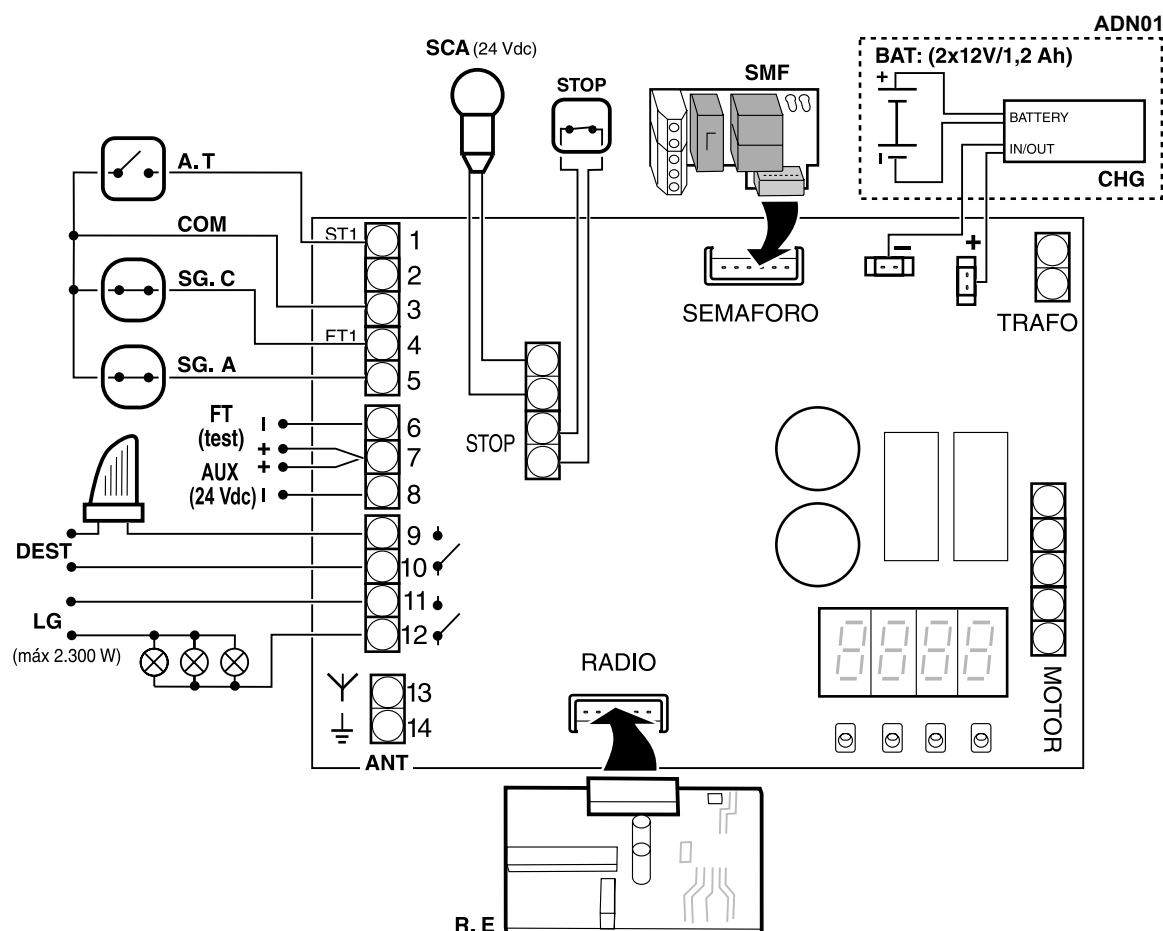 ADN01
BAT: (2x12V/1,2 Ah)
+
BATTERY
IN/OUT
CHG
SCA (24 Vdc)
STOP
SMF
A.T
COM
SG. C
SG. A
ST1
1
2
3
FT1
4
5
SEMAFORO
−
+
TRAFO
FT
(test)
AUX
(24 Vdc)
+
+
6
7
8
STOP
DEST
9
10
11
12
LG
(máx 2.300 W)
RADIO
MOTOR
8888
13
14
ANT
R. E